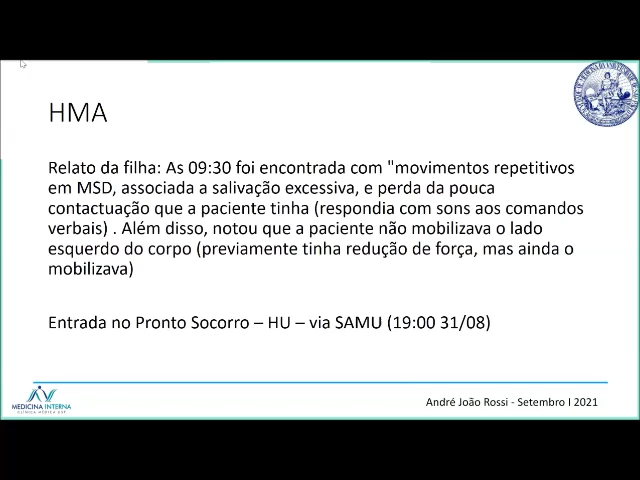 HMA
Relato da filha: As 09:30 foi encontrada com "movimentos repetitivos
em MSD, associada a salivação excessiva, e perda da pouca
contactuação que a paciente tinha (respondia com sons aos comandos
verbais) . Além disso, notou que a paciente não mobilizava o lado
esquerdo do corpo (previamente tinha redução de força, mas ainda o
mobilizava)
Entrada no Pronto Socorro – HU – via SAMU (19:00 31/08)
MEDICINA INTERNA
CLÍNICA MÉDICA USP
André João Rossi - Setembro I 2021